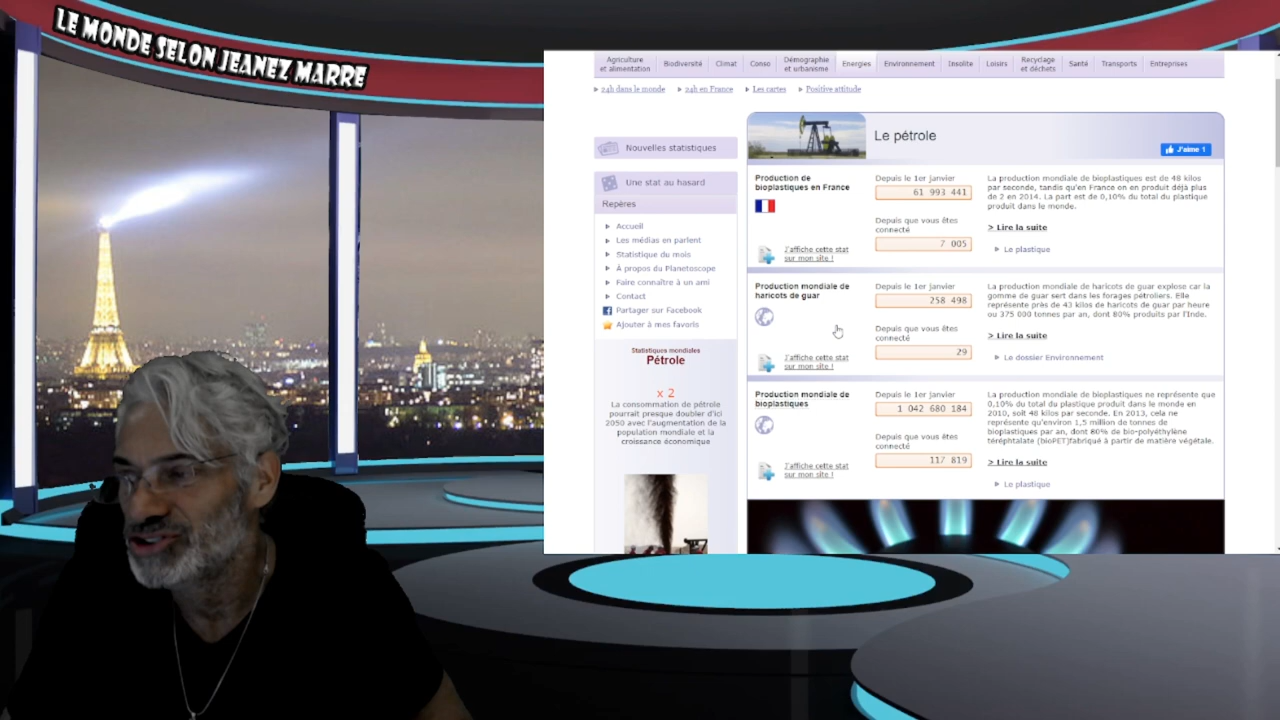 LE MONDE SELON JEANEZ MARRE
Agriculture
et alimentation
Biodiversité
Climat
Conso
Démographie
et urbanisme
Energies
Environnement
Insolite
Loisirs
Recyclage
et déchets
Santé
Transports
Entreprises
24h dans le monde
24h en France
Les cartes
Positive attitude
Nouvelles statistiques
Une stat au hasard
Repères
Accueil
Les médias en parlent
Statistique du mois
À propos du Planetoscope
Faire connaître à un ami
Contact
Partager sur Facebook
Ajouter à mes favoris
Statistiques mondiales
Pétrole
x 2
La consommation de pétrole
pourrait presque doubler d'ici
2050 avec l'augmentation de la
population mondiale et la
croissance économique
Le pétrole
J'aime 1
Production de
bioplastiques en France
J'affiche cette stat
sur mon site !
Depuis le 1er janvier
61 993 441
Depuis que vous êtes
connecté
7 005
La production mondiale de bioplastiques est de 48 kilos
par seconde, tandis qu'en France on en produit déjà plus
de 2 en 2014. La part est de 0,10% du total du plastique
produit dans le monde.
> Lire la suite
Le plastique
Production mondiale de
haricots de guar
J'affiche cette stat
sur mon site !
Depuis le 1er janvier
258 498
Depuis que vous êtes
connecté
29
La production mondiale de haricots de guar explose car la
gomme de guar sert dans les forages pétroliers. Elle
représente près de 43 kilos de haricots de guar par heure
ou 375 000 tonnes par an, dont 80% produits par l'Inde.
> Lire la suite
Le dossier Environnement
Production mondiale de
bioplastiques
J'affiche cette stat
sur mon site !
Depuis le 1er janvier
1 042 680 184
Depuis que vous êtes
connecté
117 819
La production mondiale de bioplastiques ne représente que
0,10% du total du plastique produit dans le monde en
2010, soit 48 kilos par seconde. En 2013, cela ne
représente qu'environ 1,5 million de tonnes de
bioplastiques par an, dont 80% de bio-polyéthylène
téréphtalate (bioPET)fabriqué à partir de matière végétale.
> Lire la suite
Le plastique